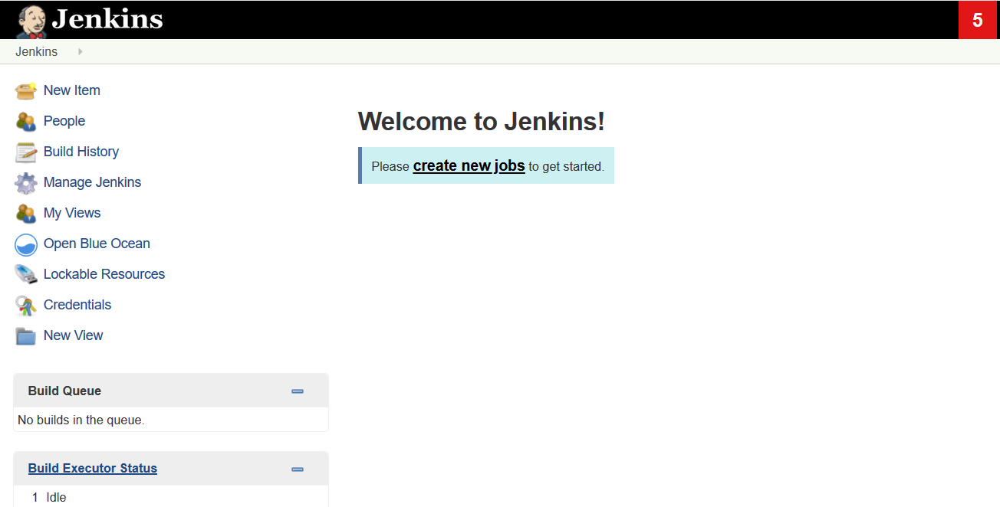 Jenkins
5
Jenkins
New Item
People
Build History
Manage Jenkins
My Views
Open Blue Ocean
Lockable Resources
Credentials
New View
Welcome to Jenkins!
Please create new jobs to get started.
Build Queue
No builds in the queue.
Build Executor Status
1 Idle